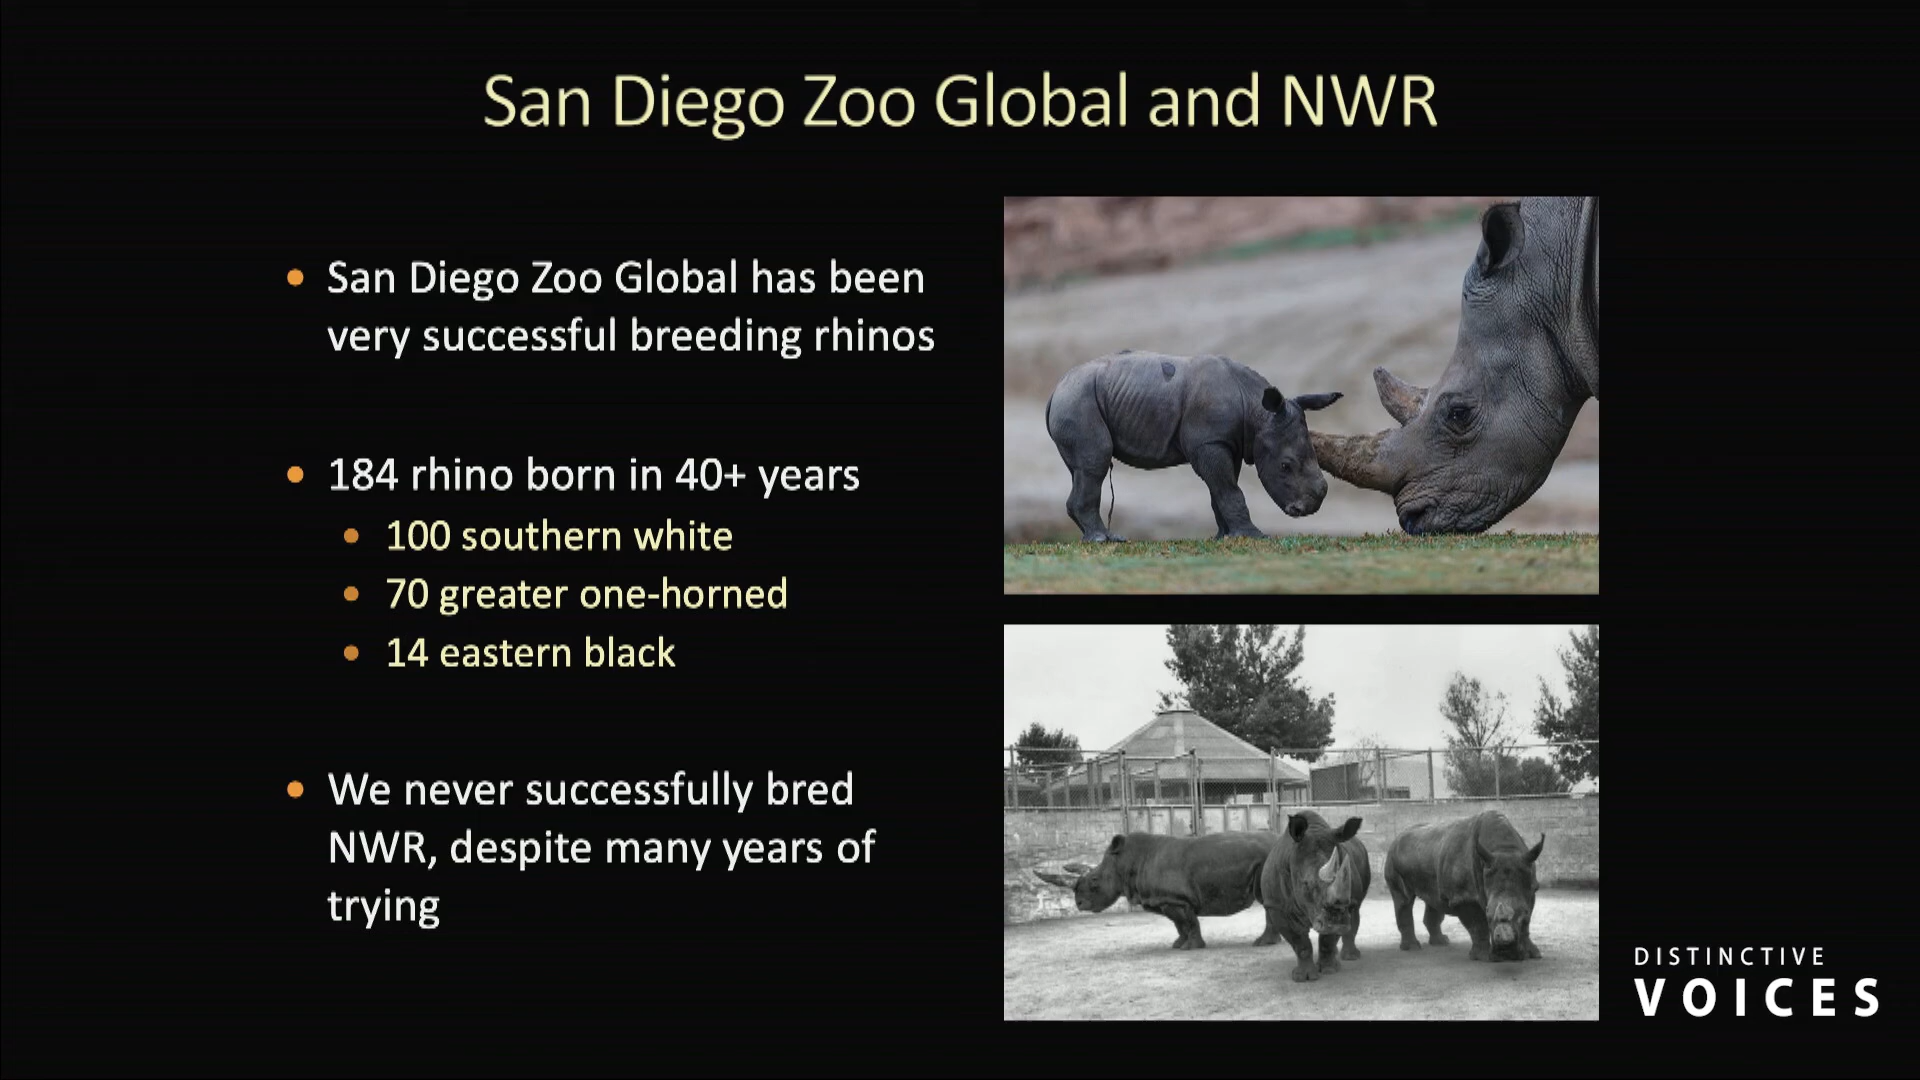 San Diego Zoo Global and NWR
• San Diego Zoo Global has been
very successful breeding rhinos
• 184 rhino born in 40+ years
• 100 southern white
• 70 greater one-horned
• 14 eastern black
• We never successfully bred
NWR, despite many years of
trying
DISTINCTIVE
VOICES